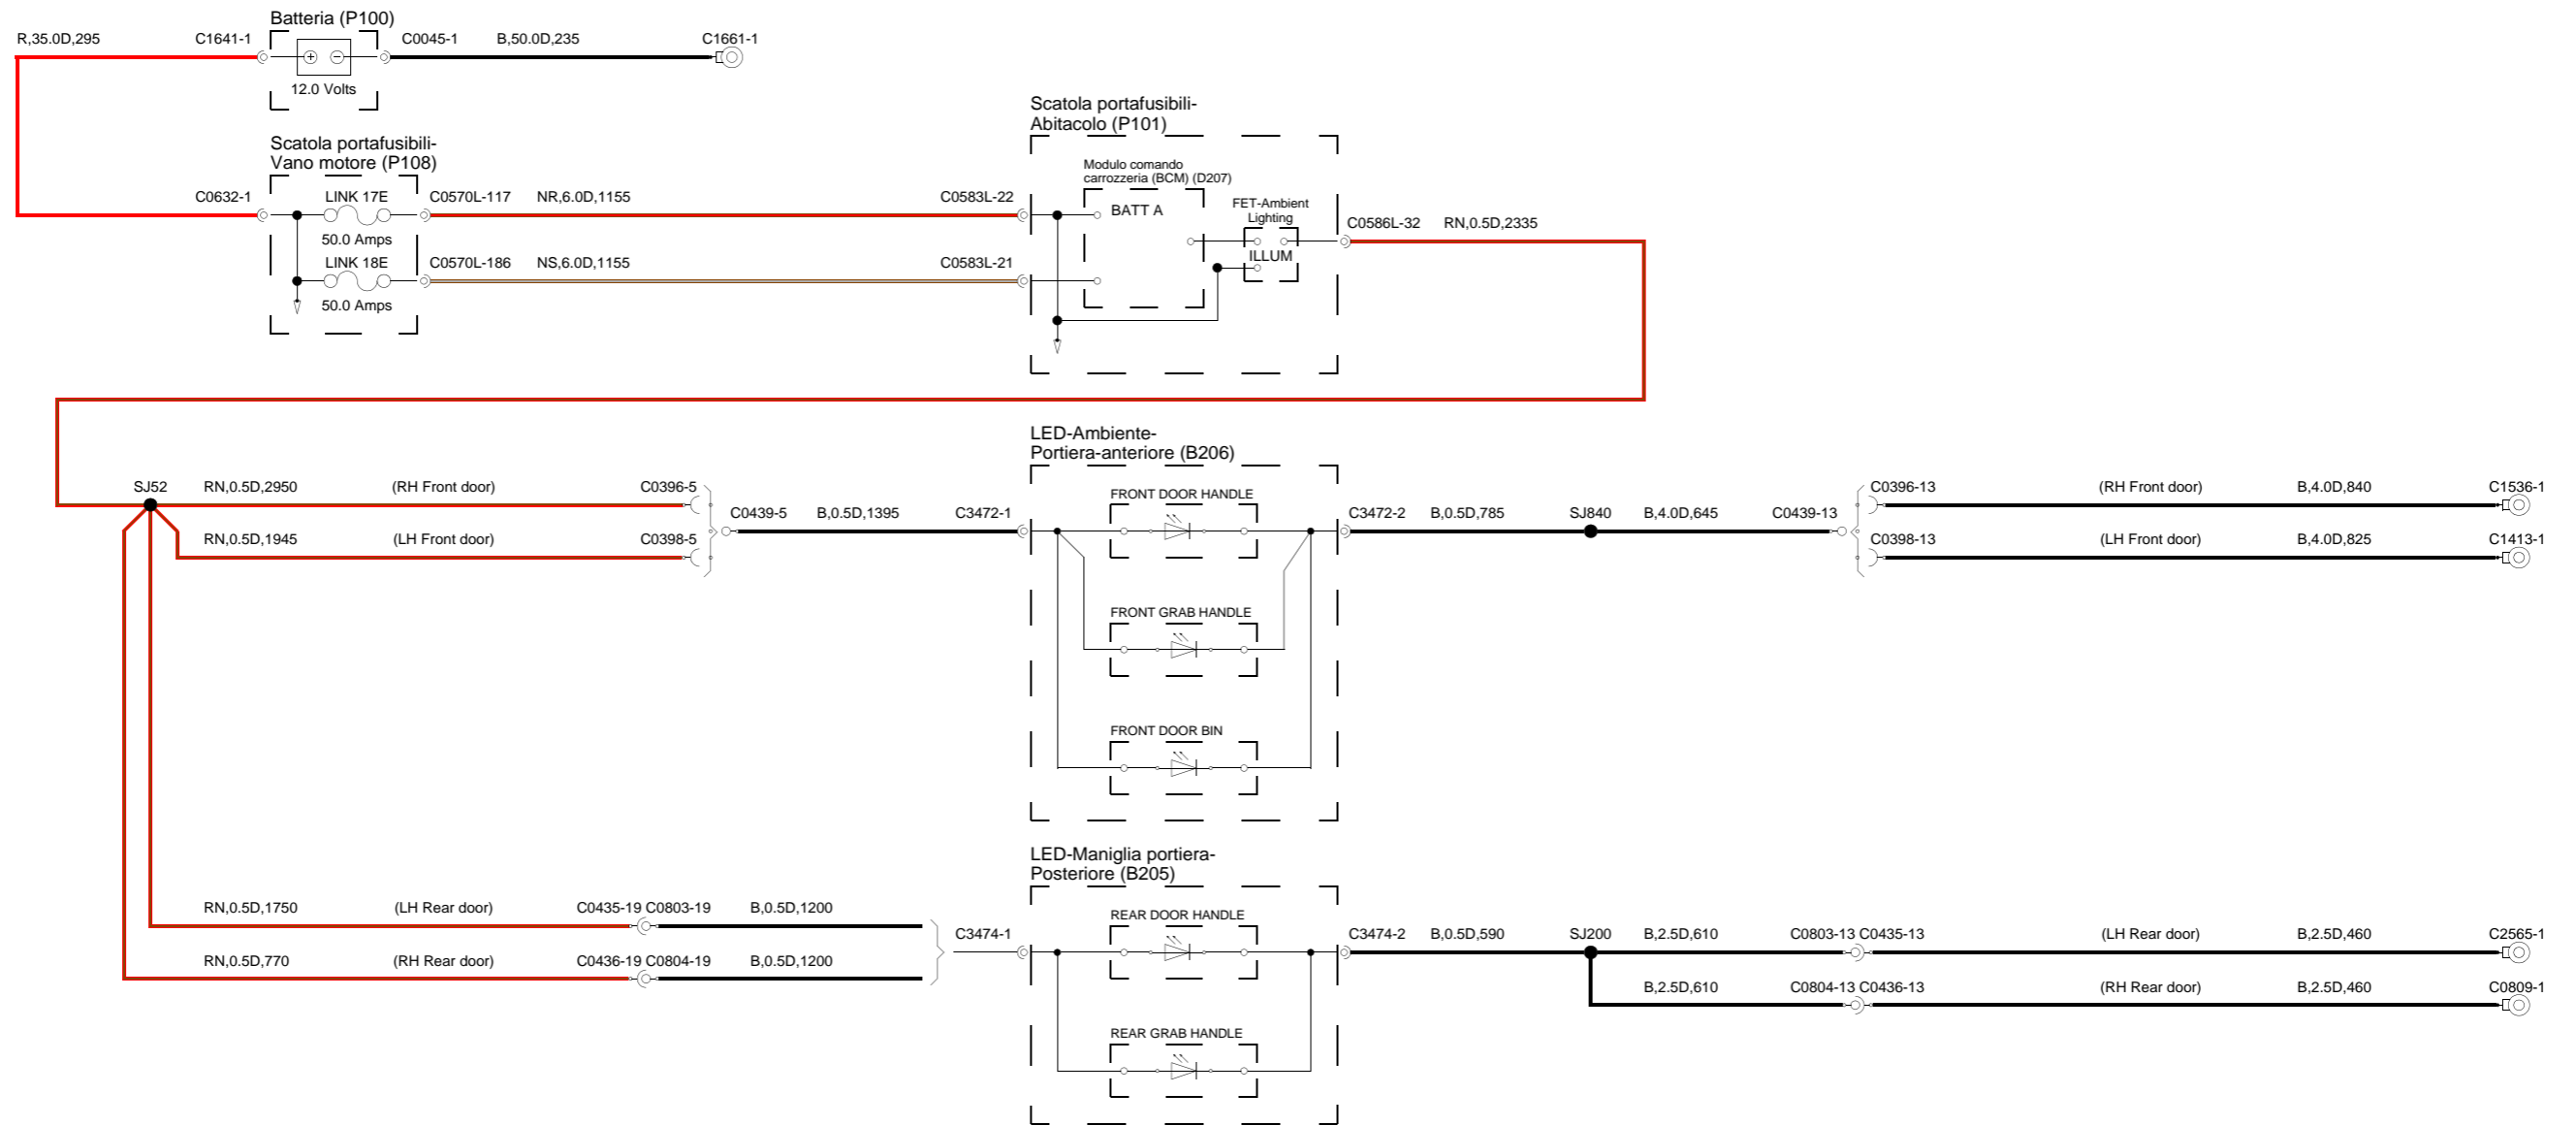 Batteria (P100)
R,35.0D,295
C1641-1
C0045-1
B,50.0D,235
C1661-1
12.0 Volts
Scatola portafusibili-
Vano motore (P108)
Scatola portafusibili-
Abitacolo (P101)
Modulo comando
carrozzeria (BCM) (D207)
C0632-1
LINK 17E
C0570L-117
NR,6.0D,1155
C0583L-22
BATT A
FET-Ambient
Lighting
C0586L-32
RN,0.5D,2335
50.0 Amps
LINK 18E
C0570L-186
NS,6.0D,1155
C0583L-21
ILLUM
50.0 Amps
LED-Ambiente-
Portiera-anteriore (B206)
SJ52
RN,0.5D,2950
(RH Front door)
C0396-5
FRONT DOOR HANDLE
C0396-13
(RH Front door)
B,4.0D,840
C1536-1
C0439-5
B,0.5D,1395
C3472-1
C3472-2
B,0.5D,785
SJ840
B,4.0D,645
C0439-13
RN,0.5D,1945
(LH Front door)
C0398-5
C0398-13
(LH Front door)
B,4.0D,825
C1413-1
FRONT GRAB HANDLE
FRONT DOOR BIN
LED-Maniglia portiera-
Posteriore (B205)
RN,0.5D,1750
(LH Rear door)
C0435-19 C0803-19
B,0.5D,1200
REAR DOOR HANDLE
C3474-1
C3474-2
B,0.5D,590
SJ200
B,2.5D,610
C0803-13 C0435-13
(LH Rear door)
B,2.5D,460
C2565-1
RN,0.5D,770
(RH Rear door)
C0436-19 C0804-19
B,0.5D,1200
B,2.5D,610
C0804-13 C0436-13
(RH Rear door)
B,2.5D,460
C0809-1
REAR GRAB HANDLE